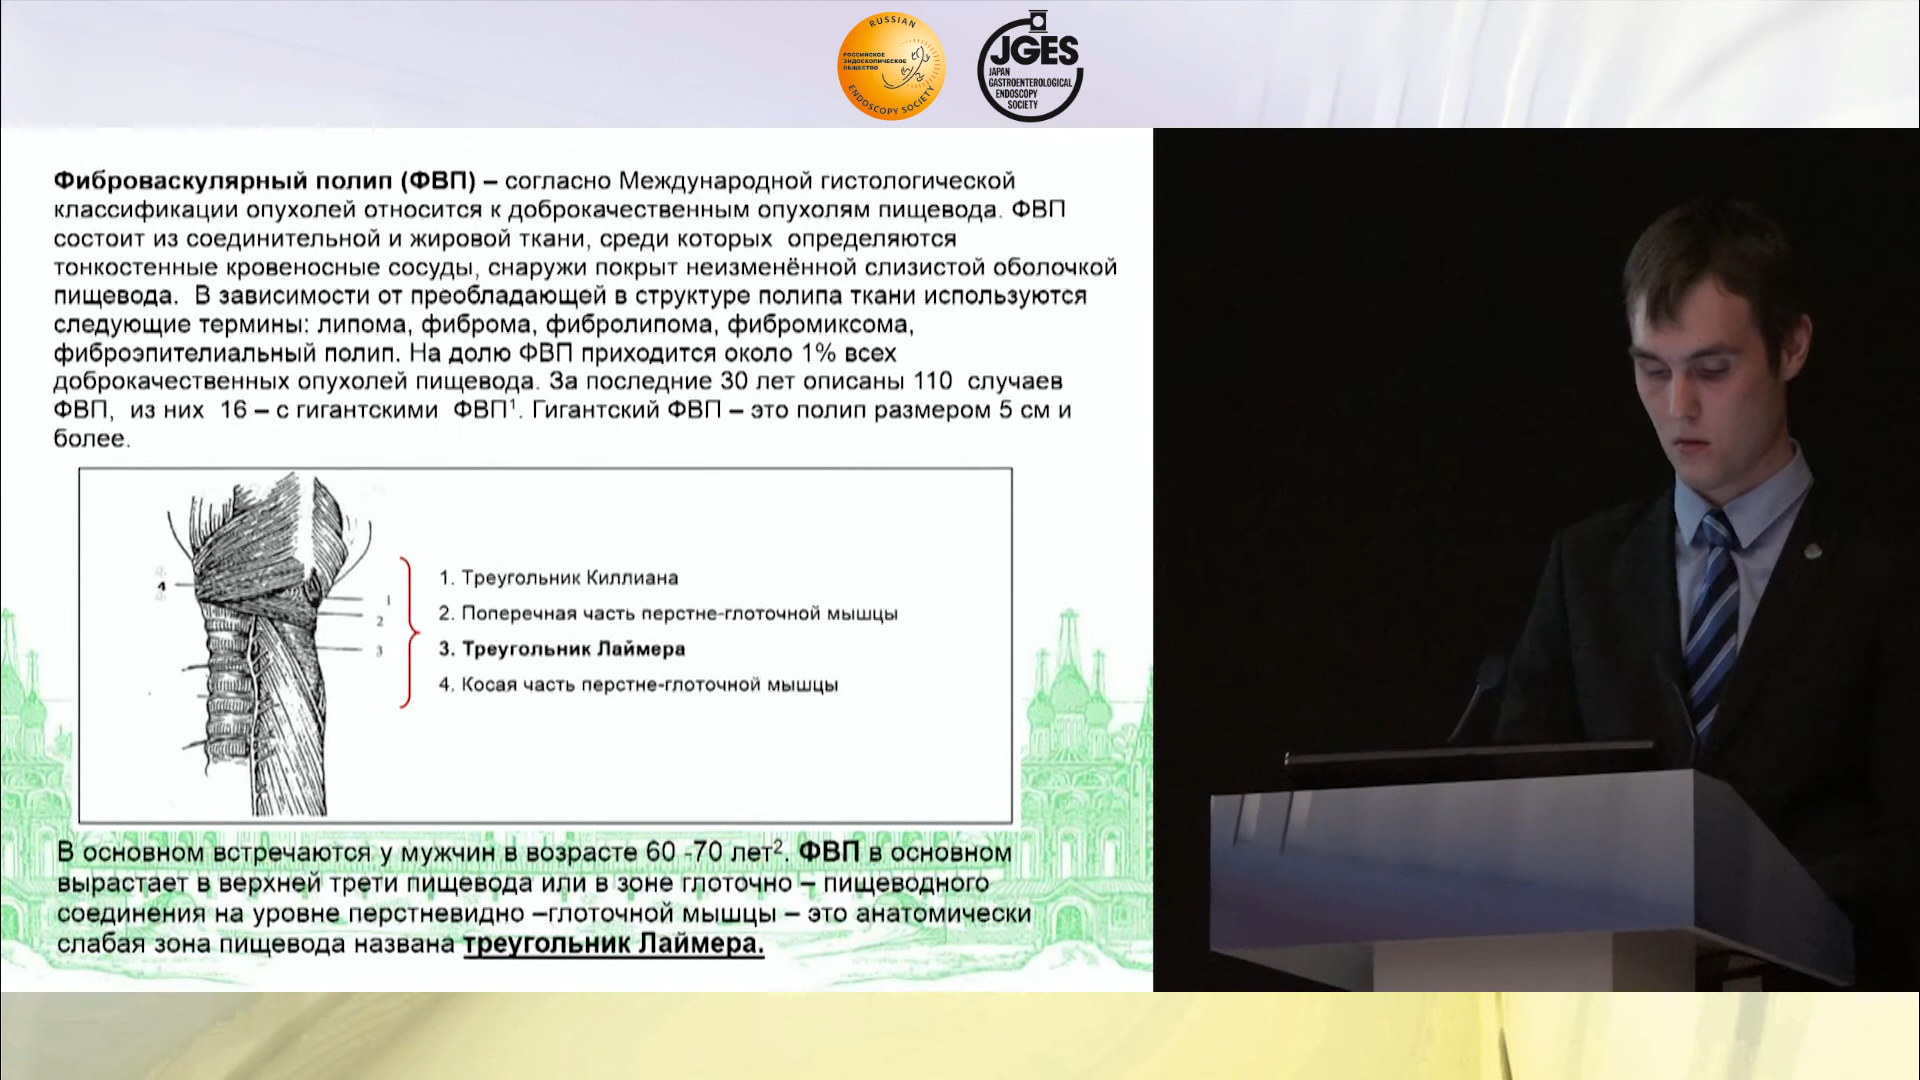 RUSSIAN
РОССИЙСКОЕ
ЭНДОСКОПИЧЕСКОЕ
ОБЩЕСТВО
ENDOSCOPY SOCIETY
JGES
JAPAN
GASTROENTEROLOGICAL
ENDOSCOPY
SOCIETY
Фиброваскулярный полип (ФВП) – согласно Международной гистологической
классификации опухолей относится к доброкачественным опухолям пищевода. ФВП
состоит из соединительной и жировой ткани, среди которых определяются
тонкостенные кровеносные сосуды, снаружи покрыт неизменённой слизистой оболочкой
пищевода. В зависимости от преобладающей в структуре полипа ткани используются
следующие термины: липома, фиброма, фибролипома, фибромиксома,
фиброэпителиальный полип. На долю ФВП приходится около 1% всех
доброкачественных опухолей пищевода. За последние 30 лет описаны 110 случаев
ФВП, из них 16 – с гигантскими ФВП¹. Гигантский ФВП – это полип размером 5 см и
более.
4
1
2
3
1. Треугольник Киллиана
2. Поперечная часть перстне-глоточной мышцы
3. Треугольник Лаймера
4. Косая часть перстне-глоточной мышцы
В основном встречаются у мужчин в возрасте 60 -70 лет². ФВП в основном
вырастает в верхней трети пищевода или в зоне глоточно – пищеводного
соединения на уровне перстневидно –глоточной мышцы – это анатомически
слабая зона пищевода названа треугольник Лаймера.